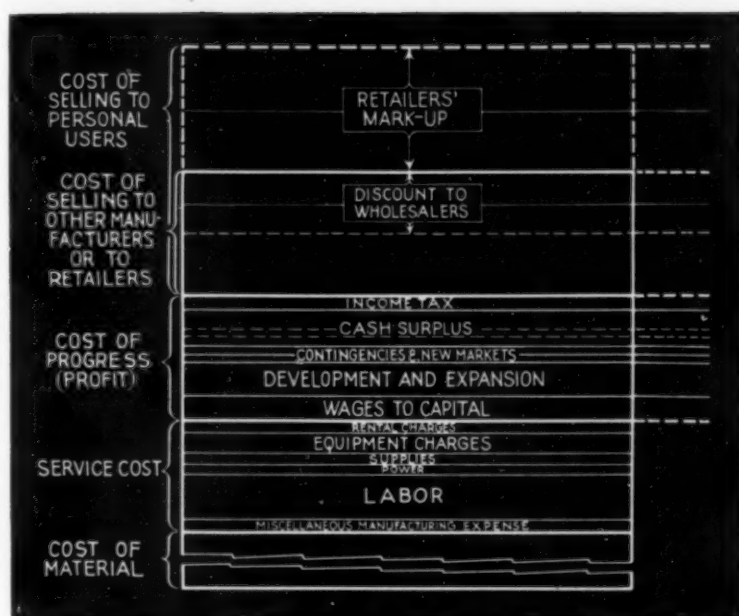 COST OF
SELLING TO
PERSONAL
USERS
RETAILERS'
MARK-UP
COST OF
SELLING TO
OTHER MANU-
FACTURERS
OR TO
RETAILERS
DISCOUNT TO
WHOLESALERS
COST OF
PROGRESS
(PROFIT)
INCOME TAX
CASH SURPLUS
CONTINGENCIES & NEW MARKETS
DEVELOPMENT AND EXPANSION
WAGES TO CAPITAL
SERVICE COST
RENTAL CHARGES
EQUIPMENT CHARGES
SUPPLIES
POWER
LABOR
MISCELLANEOUS MANUFACTURING EXPENSE
COST OF
MATERIAL